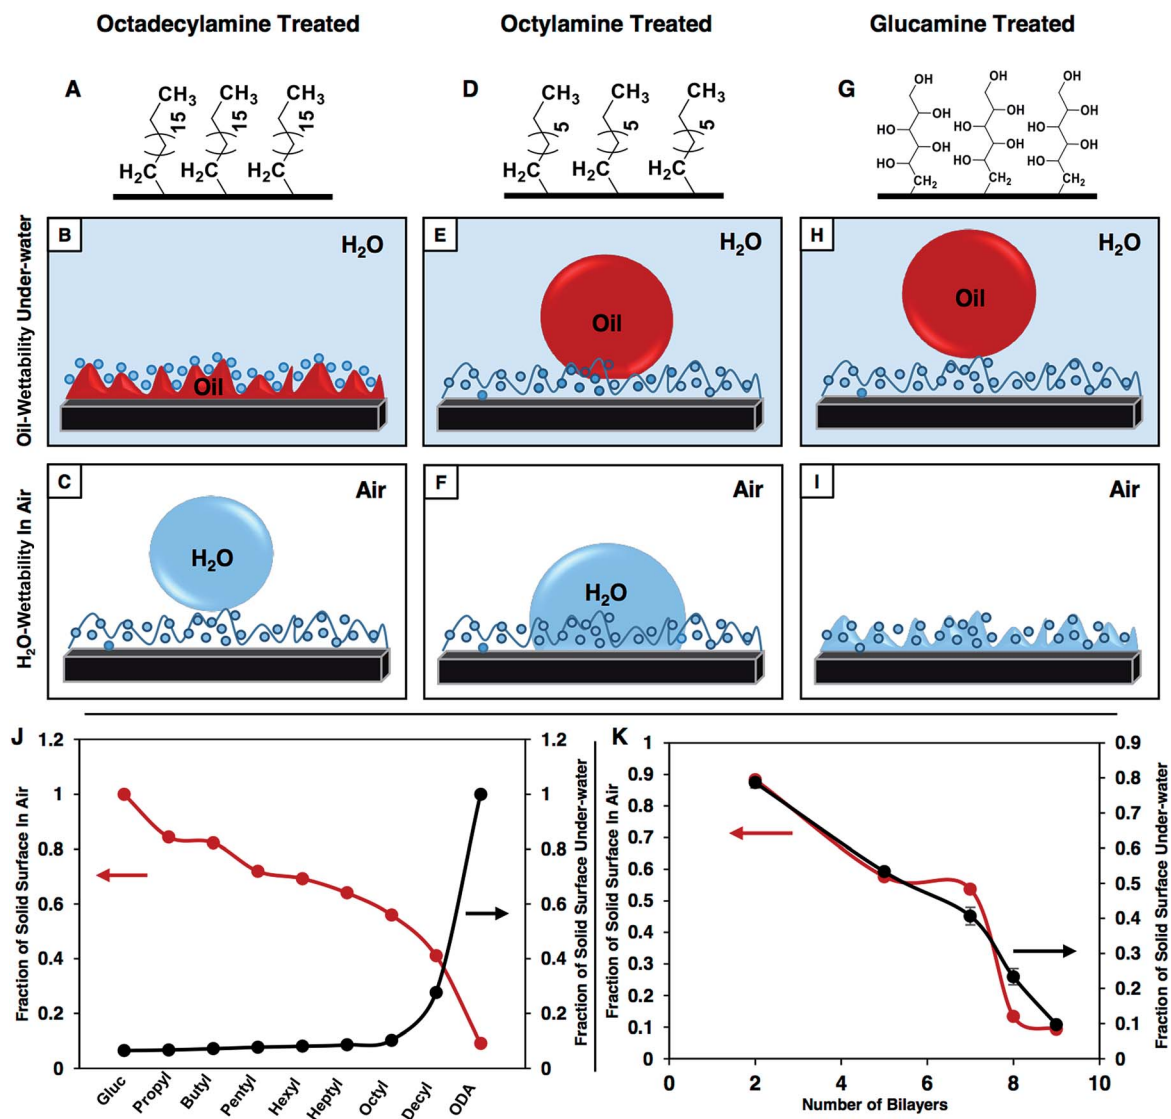 Octadecylamine Treated
Octylamine Treated
Glucamine Treated
A
CH3 CH3 CH3
15 15 15
H2C H2C H2C
D
CH3 CH3 CH3
5 5 5
H2C H2C H2C
G
OH OH OH
OH OH OH
HO HO HO
OH OH OH
HO HO HO
CH2 CH2 CH2
Oil-Wettability Under-water
B
H2O
Oil
E
H2O
Oil
H
H2O
Oil
H2O-Wettability In Air
C
Air
H2O
F
Air
H2O
I
Air
J
Fraction of Solid Surface In Air
1.2
1
0.8
0.6
0.4
0.2
0
1.2
1
0.8
0.6
0.4
0.2
0
Fraction of Solid Surface Under-water
Gluc
Propyl
Butyl
Pentyl
Hexyl
Heptyl
Octyl
Decyl
ODA
K
Fraction of Solid Surface In Air
1
0.9
0.8
0.7
0.6
0.5
0.4
0.3
0.2
0.1
0
0.9
0.8
0.7
0.6
0.5
0.4
0.3
0.2
0.1
0
Fraction of Solid Surface Under-water
0 2 4 6 8 10
Number of Bilayers